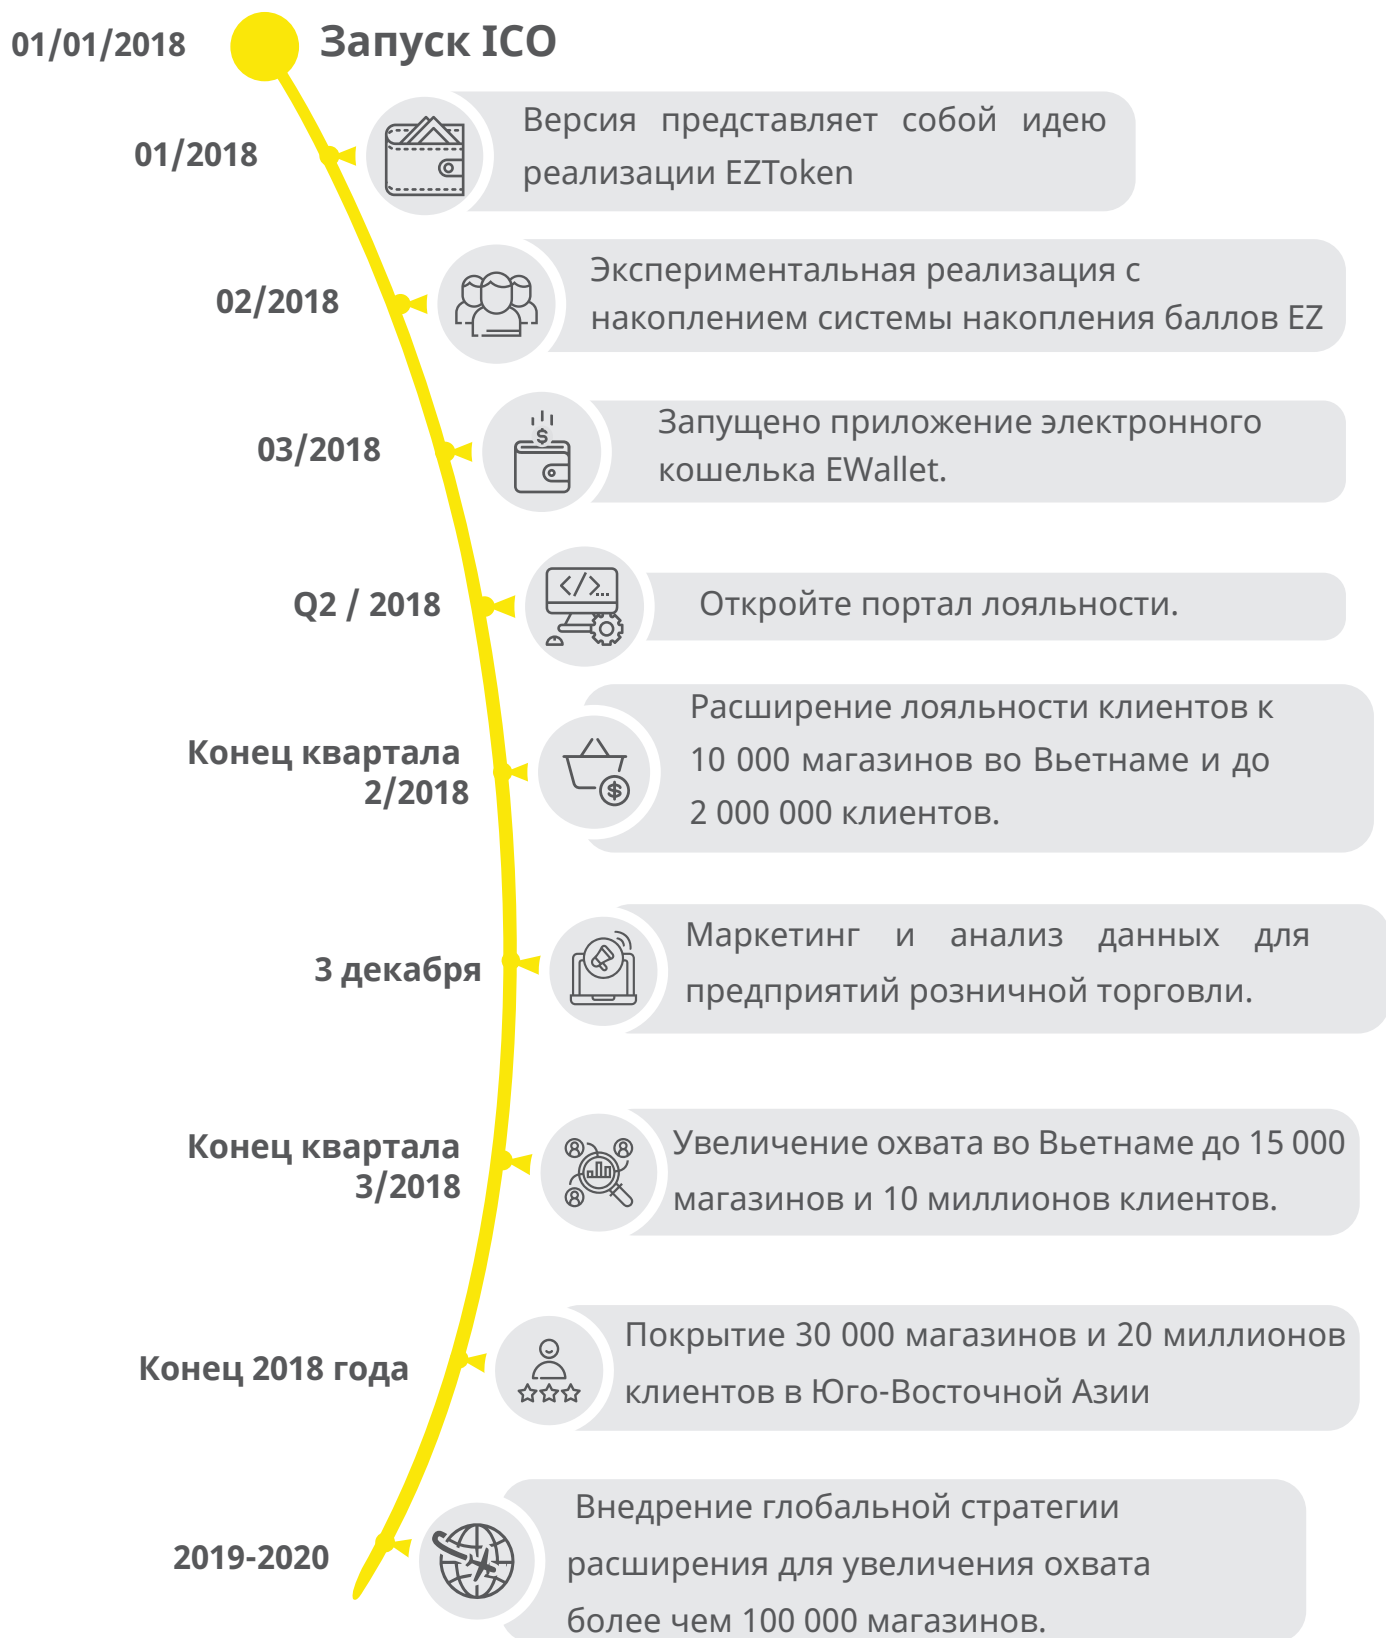 01/01/2018
Запуск ICO
01/2018
Версия представляет собой идею
реализации EZToken
02/2018
Экспериментальная реализация с
накоплением системы накопления баллов EZ
03/2018
$
Запущено приложение электронного
кошелька EWallet.
Q2 / 2018
</>...
Откройте портал лояльности.
Конец квартала
2/2018
$
Расширение лояльности клиентов к
10 000 магазинов во Вьетнаме и до
2 000 000 клиентов.
3 декабря
Маркетинг и анализ данных для
предприятий розничной торговли.
Конец квартала
3/2018
Увеличение охвата во Вьетнаме до 15 000
магазинов и 10 миллионов клиентов.
Конец 2018 года
Покрытие 30 000 магазинов и 20 миллионов
клиентов в Юго-Восточной Азии
2019-2020
Внедрение глобальной стратегии
расширения для увеличения охвата
более чем 100 000 магазинов.